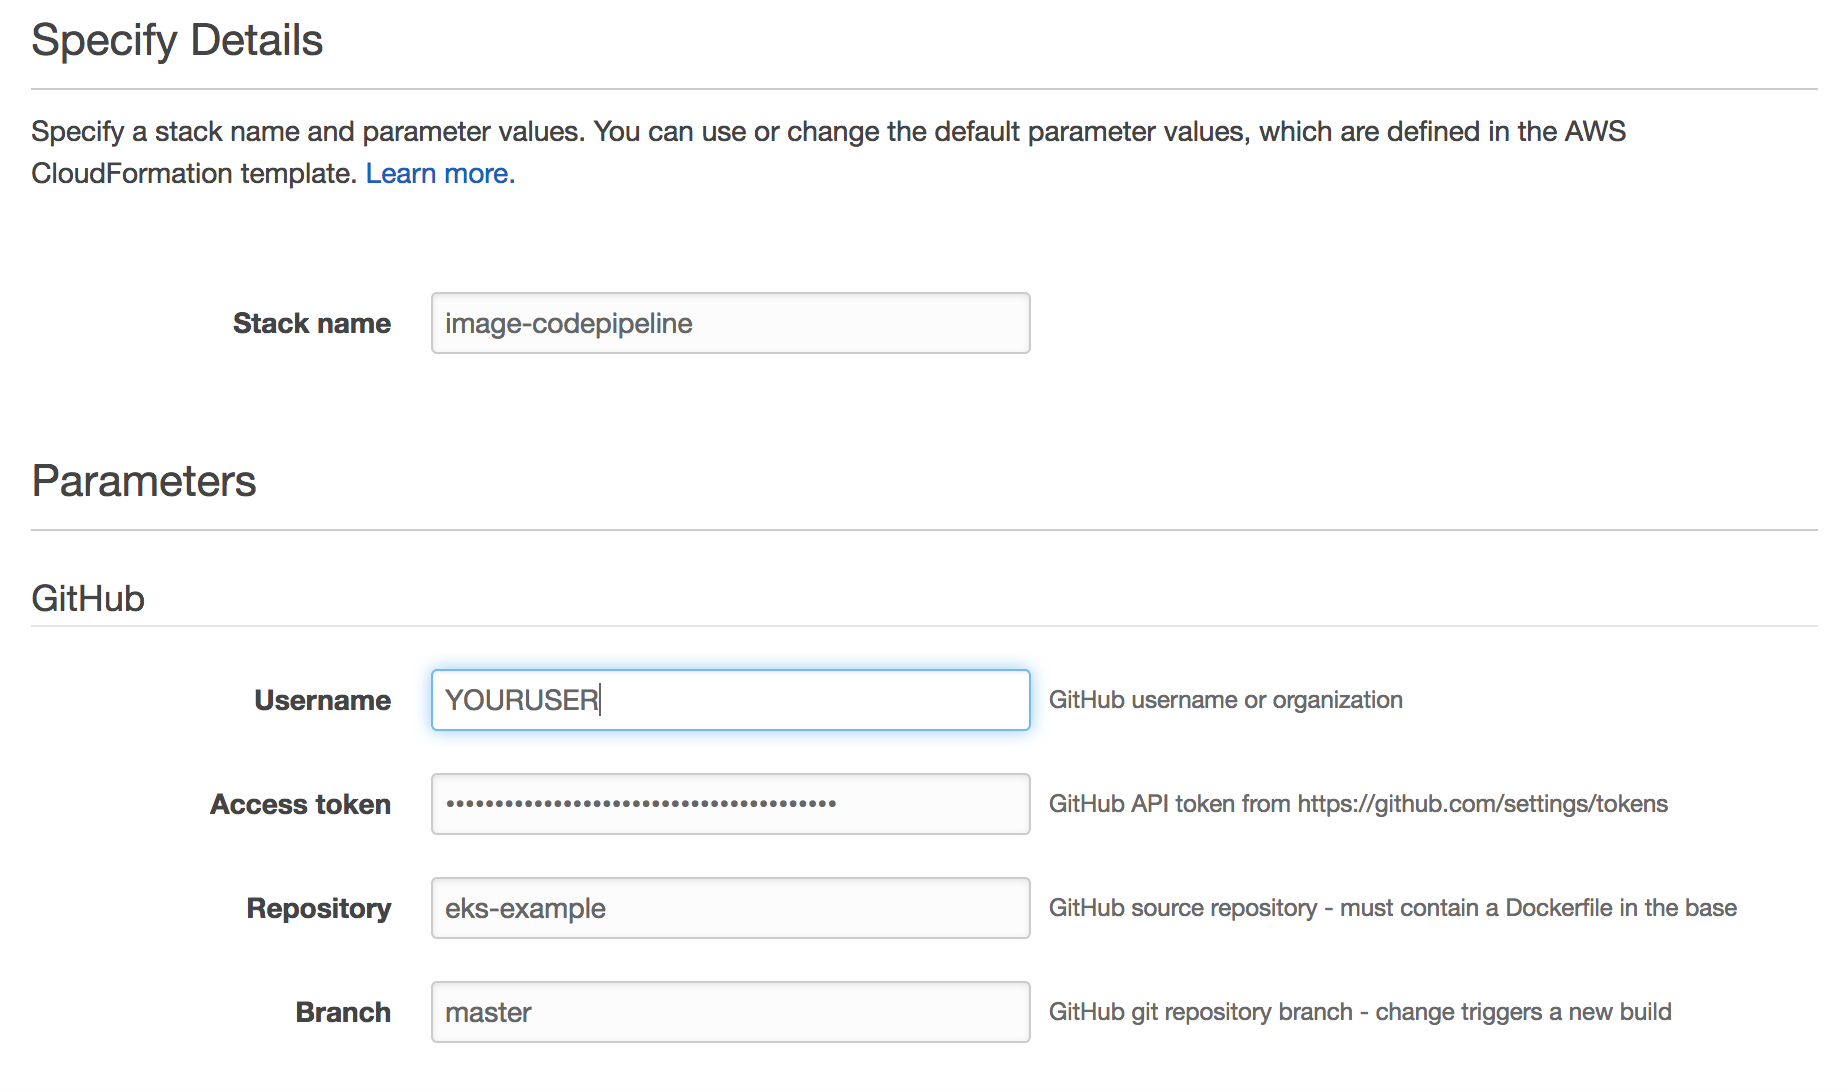 Specify Details
Specify a stack name and parameter values. You can use or change the default parameter values, which are defined in the AWS
CloudFormation template. Learn more.
Stack name image-codepipeline
Parameters
GitHub
Username YOURUSER GitHub username or organization
Access token •••••••••••••••••••••••••••••••••••••••• GitHub API token from https://github.com/settings/tokens
Repository eks-example GitHub source repository - must contain a Dockerfile in the base
Branch master GitHub git repository branch - change triggers a new build